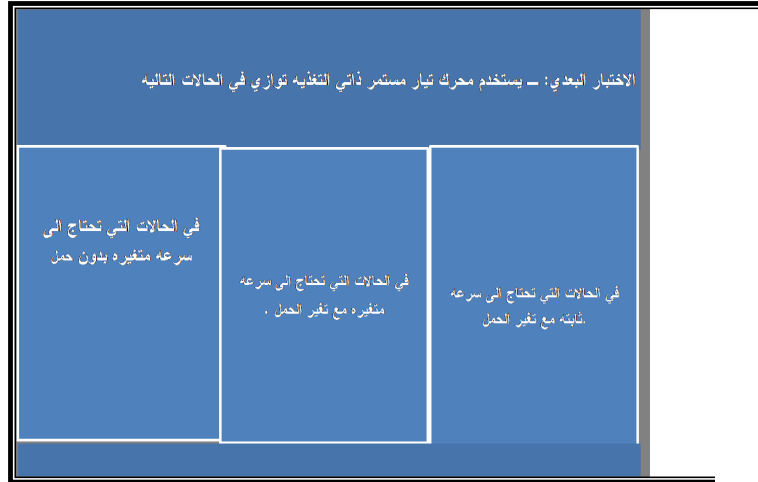 الاختبار البعدي: ــ يستخدم محرك تيار مستمر ذاتي التغذيه توازي في الحالات التاليه
في الحالات التي تحتاج الى سرعه
ثابته مع تغير الحمل.
في الحالات التي تحتاج الى سرعه
متغيره مع تغير الحمل .
في الحالات التي تحتاج الى
سرعه متغيره بدون حمل